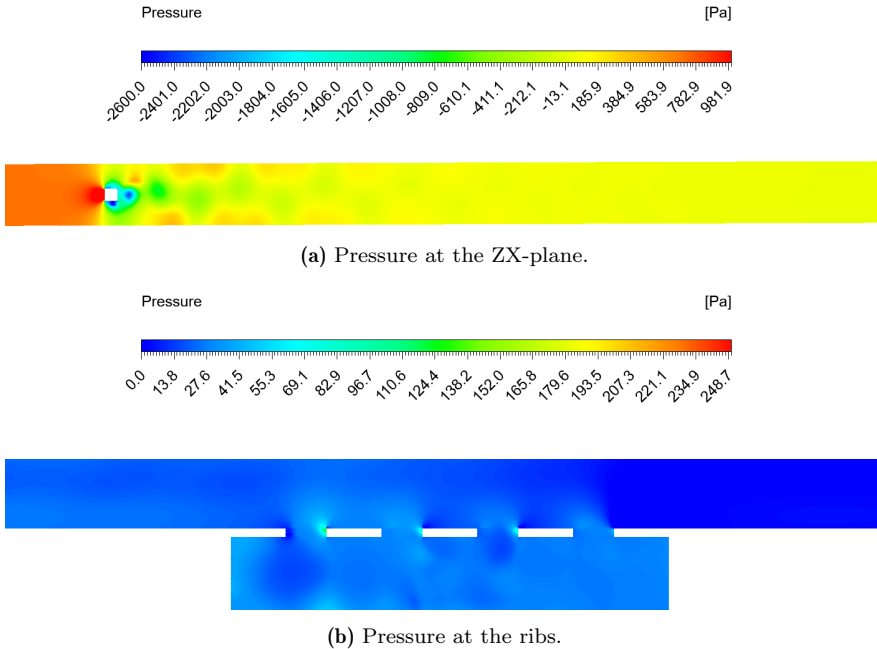 Pressure [Pa]
-2600.0 -2401.0 -2202.0 -2003.0 -1804.0 -1605.0 -1406.0 -1207.0 -1008.0 -809.0 -610.1 -411.1 -212.1 -13.1 185.9 384.9 583.9 782.9 981.9
(a) Pressure at the ZX-plane.
Pressure [Pa]
0.0 13.8 27.6 41.5 55.3 69.1 82.9 96.7 110.6 124.4 138.2 152.0 165.8 179.6 193.5 207.3 221.1 234.9 248.7
(b) Pressure at the ribs.